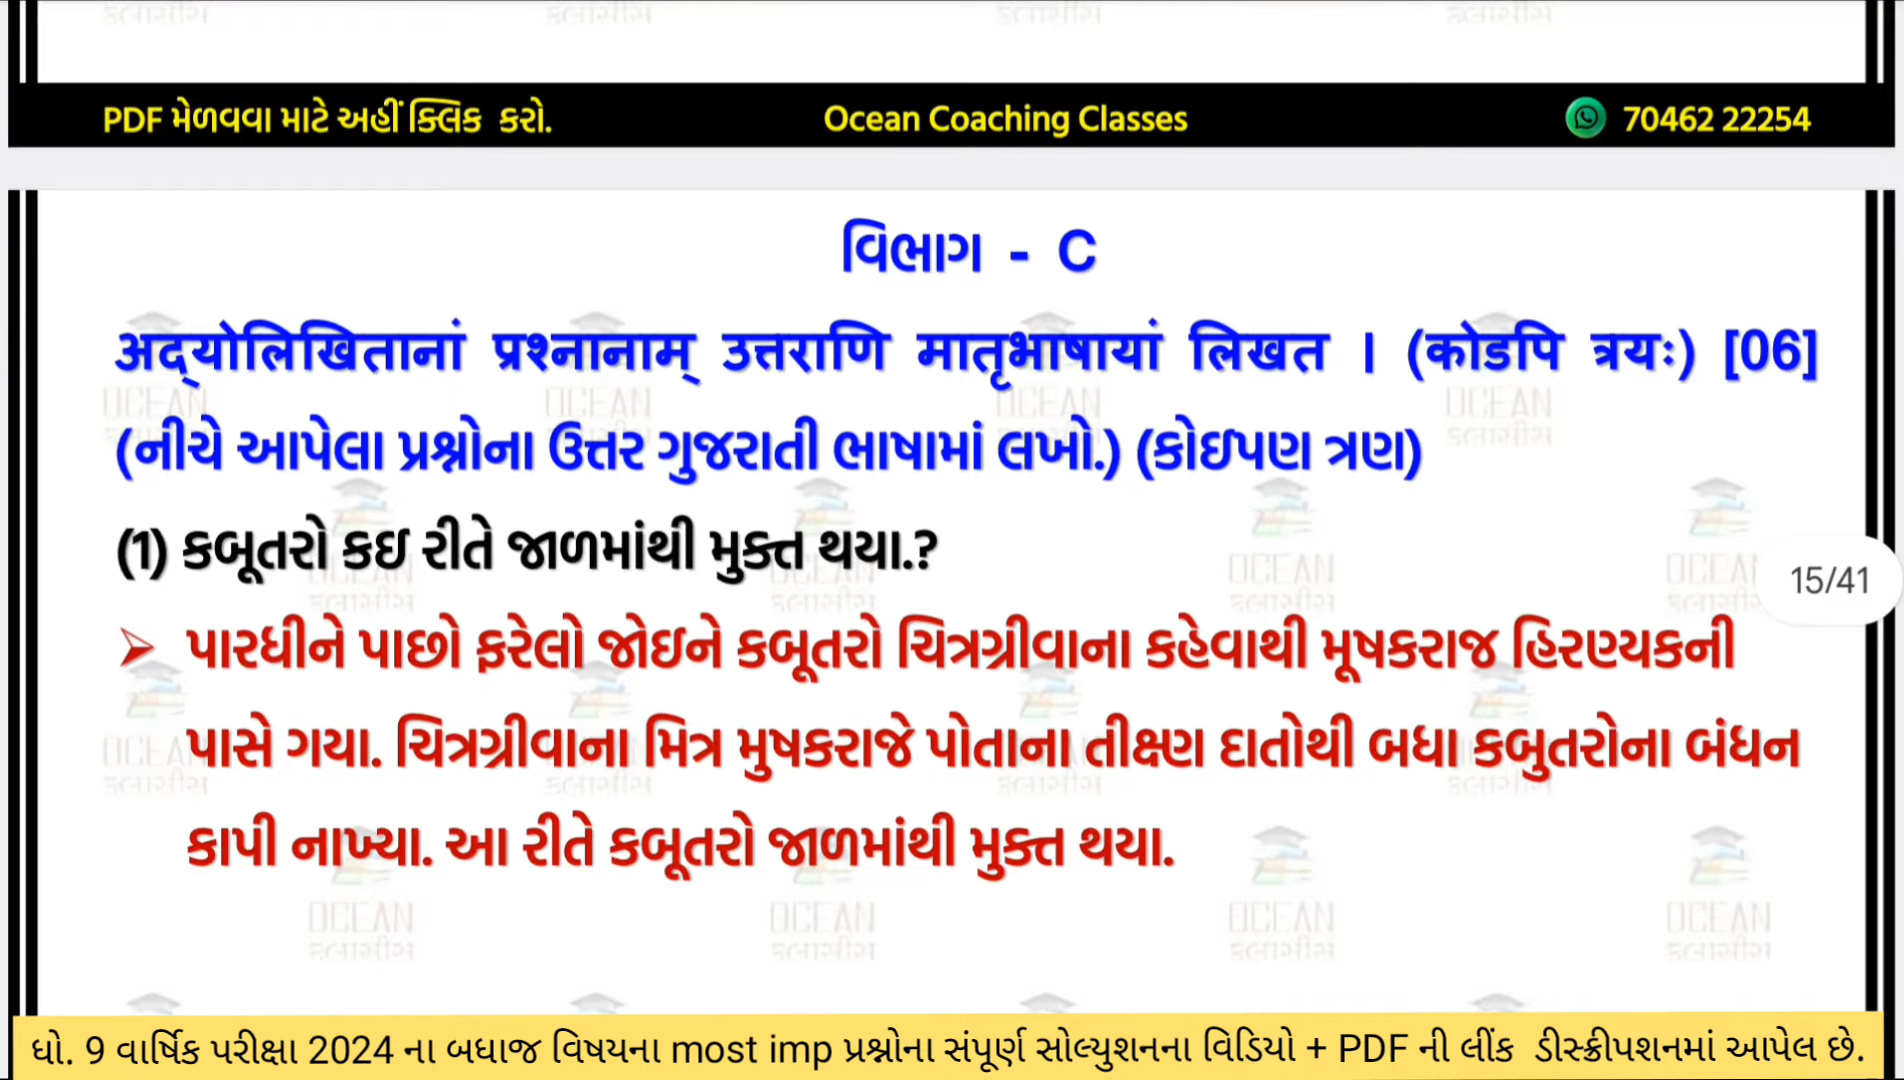 PDF મેળવવા માટે અહીં ક્લિક કરો. Ocean Coaching Classes 70462 22254
વિભાગ - C
अद्योलिखितानां प्रश्नानाम् उत्तराणि मातृभाषायां लिखत । (कोडपि त्रयः) [06]
(નીચે આપેલા પ્રશ્નોના ઉત્તર ગુજરાતી ભાષામાં લખો.) (કોઇપણ ત્રણ)
(1) કબૂતરો કઇ રીતે જાળમાંથી મુક્ત થયા.?
15/41
➢ પારધીને પાછો ફરેલો જોઇને કબૂતરો ચિત્રગ્રીવાના કહેવાથી મૂષકરાજ હિરણ્યકની
પાસે ગયા. ચિત્રગ્રીવાના મિત્ર મુષકરાજે પોતાના તીક્ષ્ણ દાતોથી બધા કબુતરોના બંધન
કાપી નાખ્યા. આ રીતે કબૂતરો જાળમાંથી મુક્ત થયા.
OCEAN
ક્લાસીસ
ધો. 9 વાર્ષિક પરીક્ષા 2024 ના બધાજ વિષયના most imp પ્રશ્નોના સંપૂર્ણ સોલ્યુશનના વિડિયો + PDF ની લીંક ડીસ્ક્રીપશનમાં આપેલ છે.